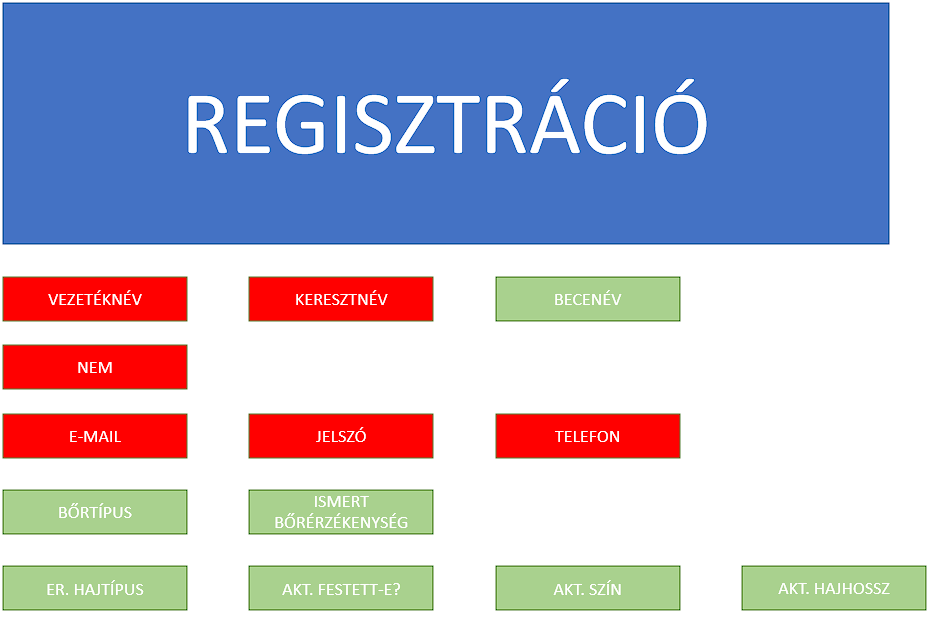 REGISZTRÁCIÓ
VEZETÉKNÉV
KERESZTNÉV
BECENÉV
NEM
E-MAIL
JELSZÓ
TELEFON
BŐRTÍPUS
ISMERT
BŐRÉRZÉKENYSÉG
ER. HAJTÍPUS
AKT. FESTETT-E?
AKT. SZÍN
AKT. HAJHOSSZ